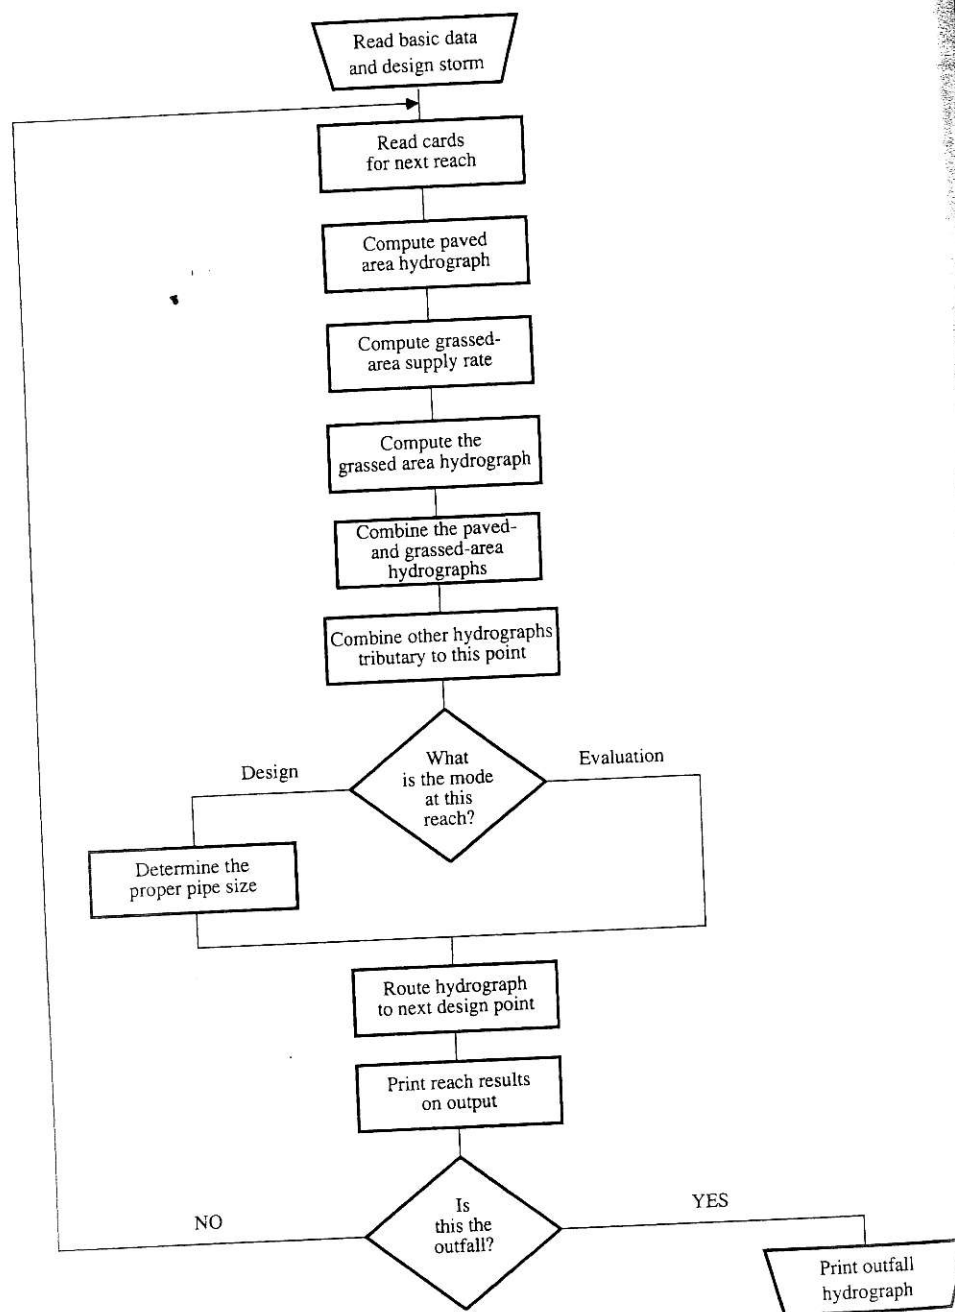 Read basic data
and design storm
Read cards
for next reach
Compute paved
area hydrograph
Compute grassed-
area supply rate
Compute the
grassed area hydrograph
Combine the paved-
and grassed-area
hydrographs
Combine other hydrographs
tributary to this point
What
is the mode
at this
reach?
Design
Evaluation
Determine the
proper pipe size
Route hydrograph
to next design point
Print reach results
on output
Is
this the
outfall?
NO
YES
Print outfall
hydrograph